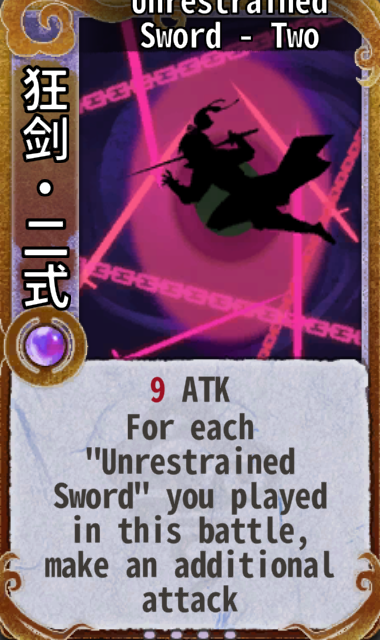 Unrestrained
Sword - Two
狂剑·二式
9 ATK
For each
"Unrestrained
Sword" you played
in this battle,
make an additional
attack